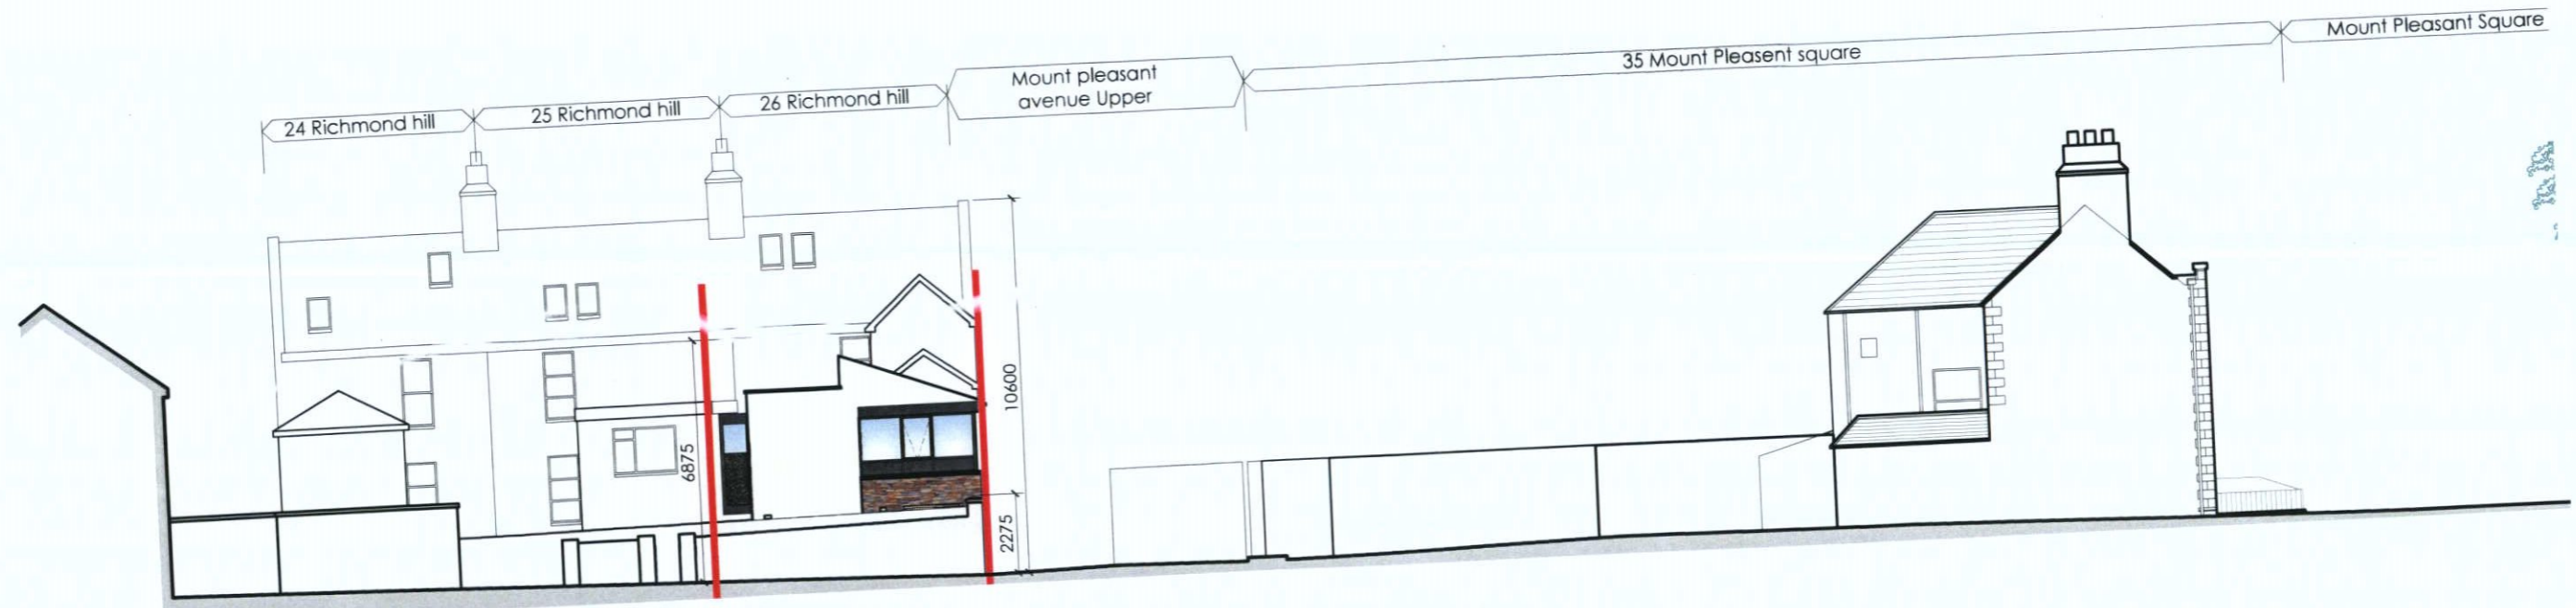 24 Richmond hill
25 Richmond hill
26 Richmond hill
Mount pleasant
avenue Upper
35 Mount Pleasent square
Mount Pleasant Square
10600
6875
2275